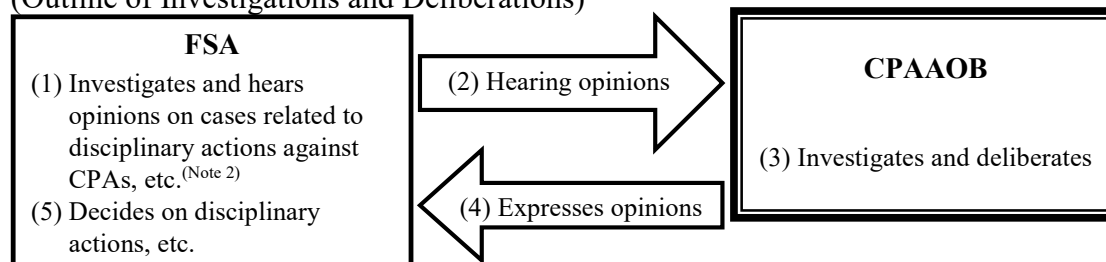 (Outline of Investigations and Deliberations)
FSA
(1) Investigates and hears
opinions on cases related to
disciplinary actions against
CPAs, etc.(Note 2)
(5) Decides on disciplinary
actions, etc.
(2) Hearing opinions
(4) Expresses opinions
CPAAOB
(3) Investigates and deliberates